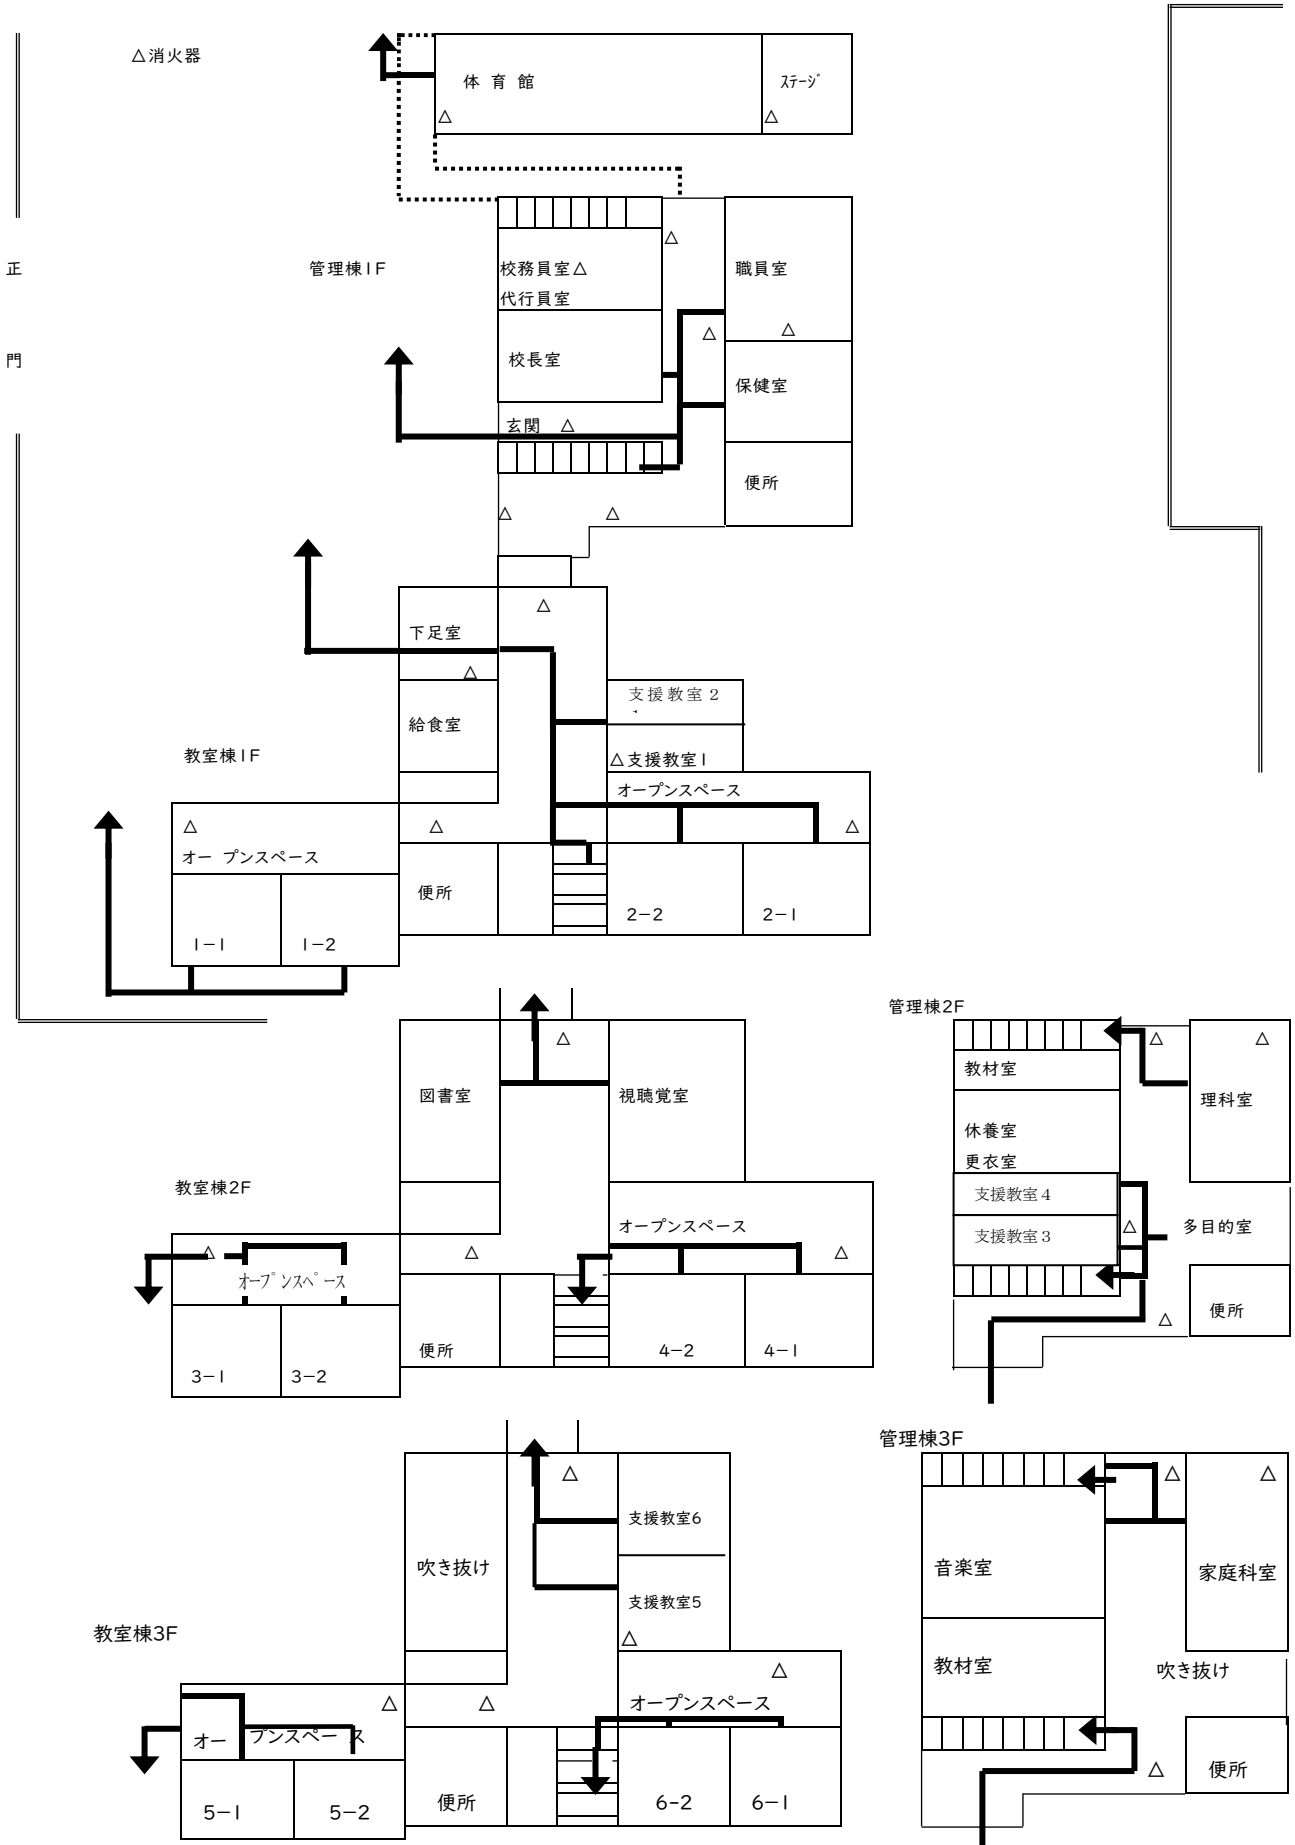 △消火器
体 育 館
ｽﾃｰｼﾞ
△
△
正
門
管理棟1F
△
校務員室△
職員室
代行員室
△
△
校長室
保健室
玄関 △
便所
△
△
△
下足室
△
支援教室２
給食室
教室棟1F
△支援教室1
オープンスペース
△
△
△
オー プンスペース
便所
2-2
2-1
1-1
1-2
管理棟2F
△
△
△
教材室
図書室
視聴覚室
理科室
休養室
更衣室
教室棟2F
支援教室４
オープンスペース
△
多目的室
支援教室３
△
△
△
ｵｰﾌﾟﾝｽﾍﾟｰｽ
便所
△
便所
4-2
4-1
3-1
3-2
管理棟3F
△
△
△
支援教室6
吹き抜け
音楽室
家庭科室
支援教室5
教室棟3F
△
教材室
吹き抜け
△
△
△
オープンスペース
オー プンスペース
△
便所
便所
6-2
6-1
5-1
5-2